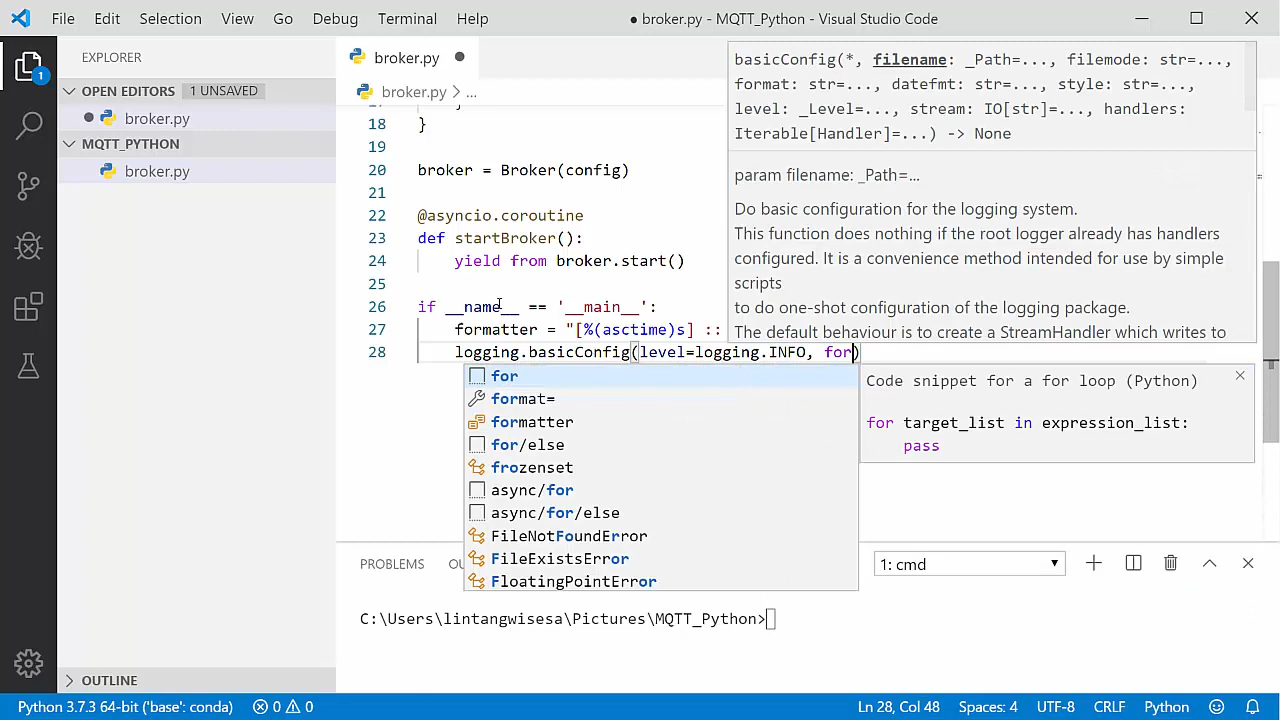 File Edit Selection View Go Debug Terminal Help
● broker.py - MQTT_Python - Visual Studio Code
EXPLORER
OPEN EDITORS 1 UNSAVED
broker.py
MQTT_PYTHON
broker.py
OUTLINE
1
broker.py
broker.py > ...
18 }
19
20 broker = Broker(config)
21
22 @asyncio.coroutine
23 def startBroker():
24 yield from broker.start()
25
26 if __name__ == '__main__':
27 formatter = "[%(asctime)s] ::
28 logging.basicConfig(level=logging.INFO, for)
basicConfig(*, filename: _Path=..., filemode: str=...,
format: str=..., datefmt: str=..., style: str=...,
level: _Level=..., stream: IO[str]=..., handlers:
Iterable[Handler]=...) -> None
param filename: _Path=...
Do basic configuration for the logging system.
This function does nothing if the root logger already has handlers
configured. It is a convenience method intended for use by simple
scripts
to do one-shot configuration of the logging package.
The default behaviour is to create a StreamHandler which writes to
for
format=
formatter
for/else
frozenset
async/for
async/for/else
FileNotFoundError
FileExistsError
FloatingPointError
Code snippet for a for loop (Python)
for target_list in expression_list:
pass
PROBLEMS OU
1: cmd
C:\Users\lintangwisesa\Pictures\MQTT_Python>
Python 3.7.3 64-bit ('base': conda) 0 0 Ln 28, Col 48 Spaces: 4 UTF-8 CRLF Python